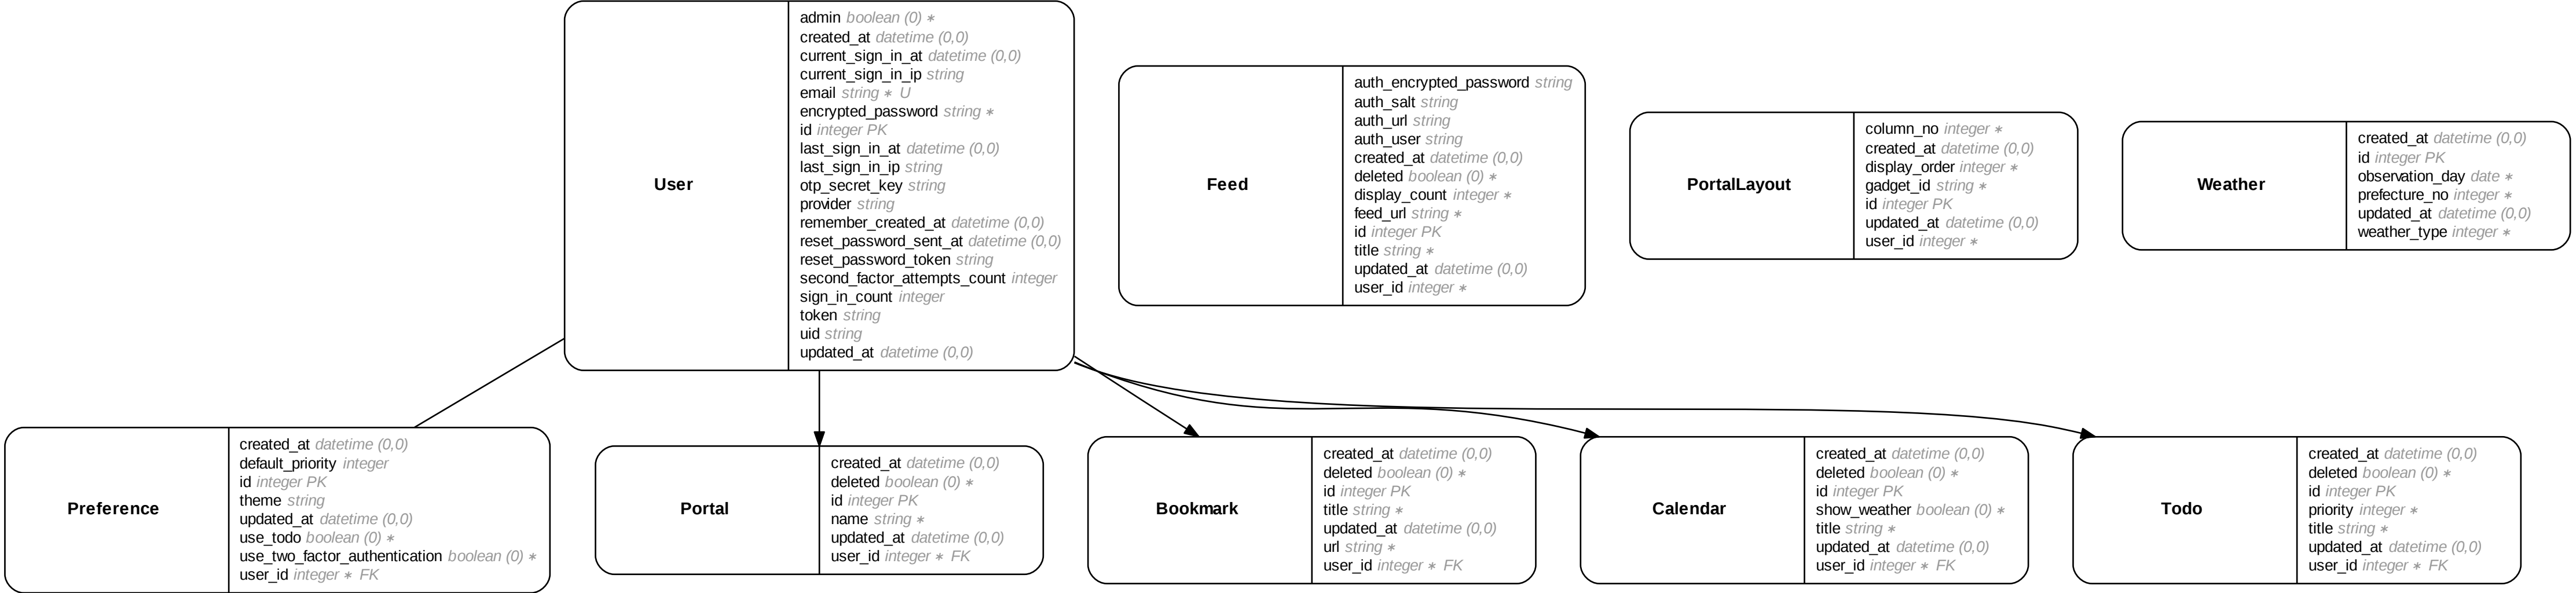 User
admin boolean (0) ∗
created_at datetime (0,0)
current_sign_in_at datetime (0,0)
current_sign_in_ip string
email string ∗ U
encrypted_password string ∗
id integer PK
last_sign_in_at datetime (0,0)
last_sign_in_ip string
otp_secret_key string
provider string
remember_created_at datetime (0,0)
reset_password_sent_at datetime (0,0)
reset_password_token string
second_factor_attempts_count integer
sign_in_count integer
token string
uid string
updated_at datetime (0,0)
Feed
auth_encrypted_password string
auth_salt string
auth_url string
auth_user string
created_at datetime (0,0)
deleted boolean (0) ∗
display_count integer ∗
feed_url string ∗
id integer PK
title string ∗
updated_at datetime (0,0)
user_id integer ∗
PortalLayout
column_no integer ∗
created_at datetime (0,0)
display_order integer ∗
gadget_id string ∗
id integer PK
updated_at datetime (0,0)
user_id integer ∗
Weather
created_at datetime (0,0)
id integer PK
observation_day date ∗
prefecture_no integer ∗
updated_at datetime (0,0)
weather_type integer ∗
Preference
created_at datetime (0,0)
default_priority integer
id integer PK
theme string
updated_at datetime (0,0)
use_todo boolean (0) ∗
use_two_factor_authentication boolean (0) ∗
user_id integer ∗ FK
Portal
created_at datetime (0,0)
deleted boolean (0) ∗
id integer PK
name string ∗
updated_at datetime (0,0)
user_id integer ∗ FK
Bookmark
created_at datetime (0,0)
deleted boolean (0) ∗
id integer PK
title string ∗
updated_at datetime (0,0)
url string ∗
user_id integer ∗ FK
Calendar
created_at datetime (0,0)
deleted boolean (0) ∗
id integer PK
show_weather boolean (0) ∗
title string ∗
updated_at datetime (0,0)
user_id integer ∗ FK
Todo
created_at datetime (0,0)
deleted boolean (0) ∗
id integer PK
priority integer ∗
title string ∗
updated_at datetime (0,0)
user_id integer ∗ FK